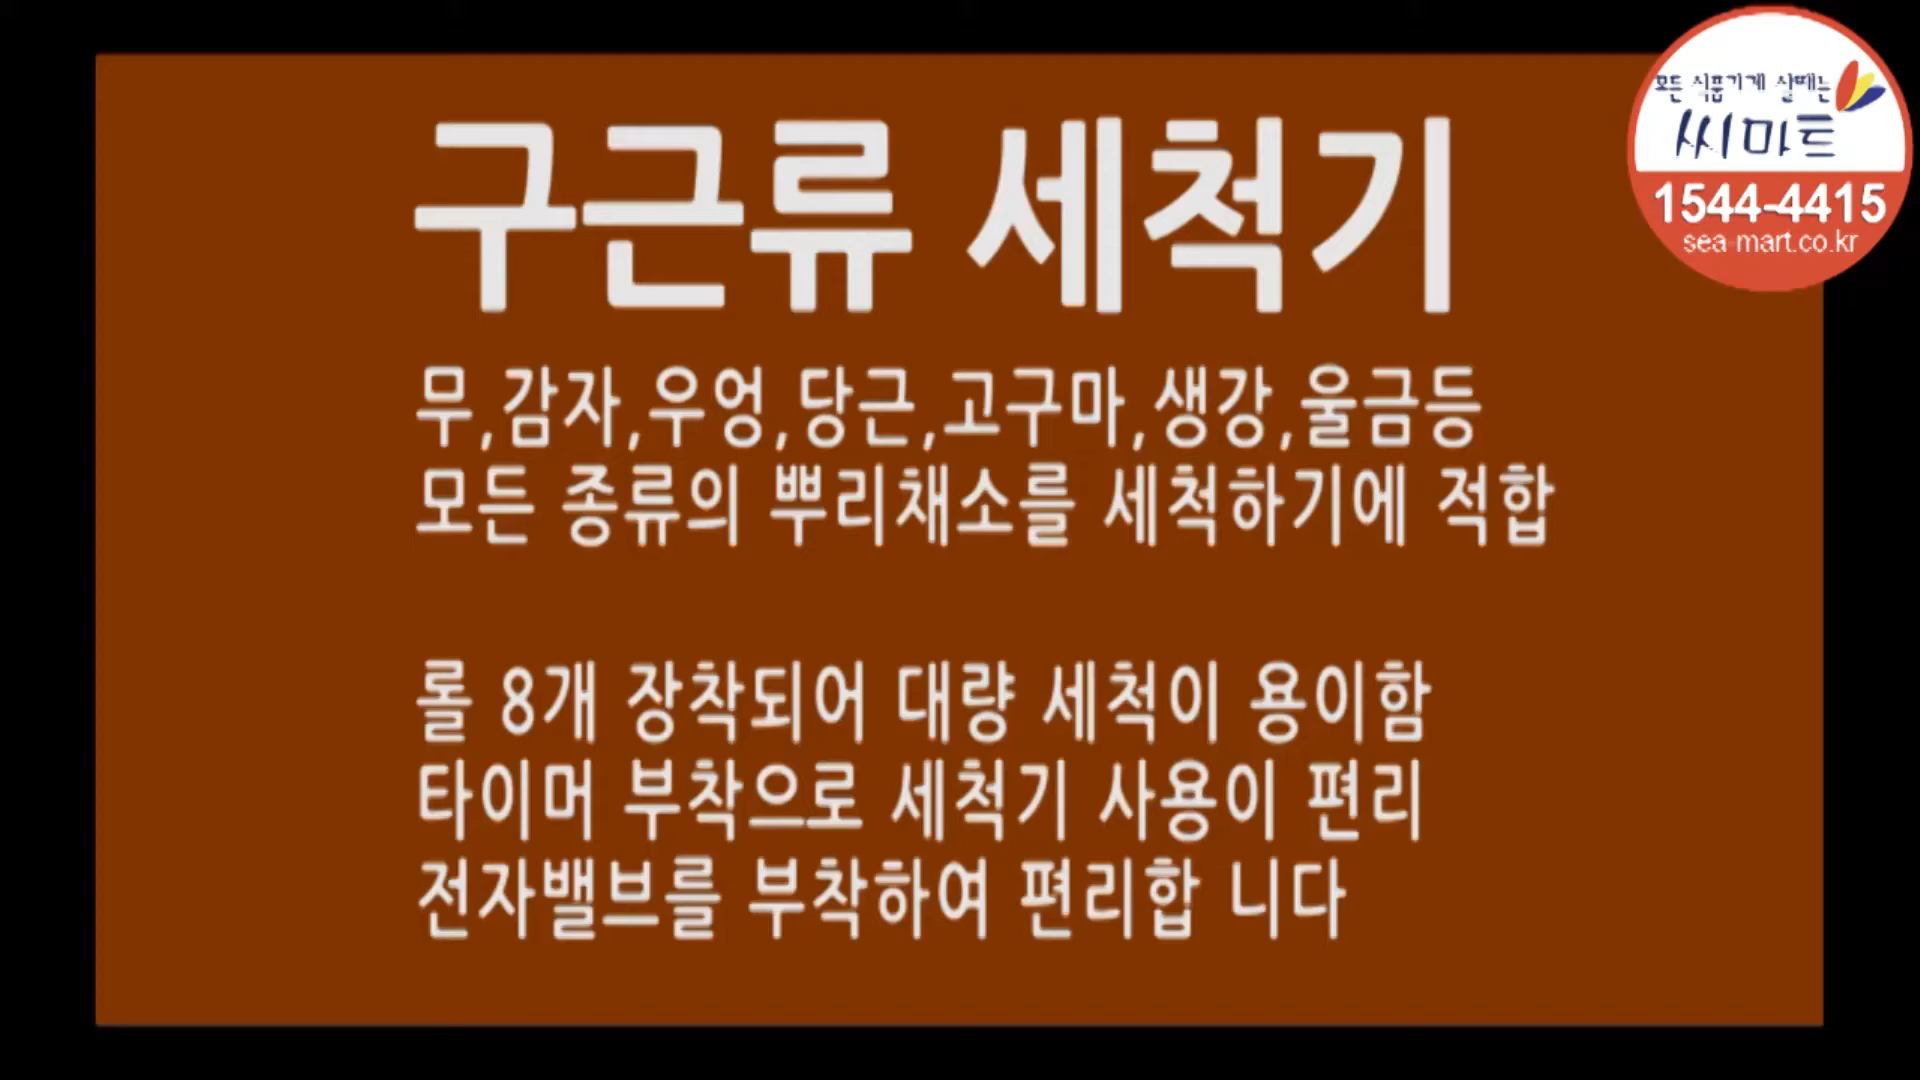 구근류 세척기
무,감자,우엉,당근,고구마,생강,울금등
모든 종류의 뿌리채소를 세척하기에 적합
롤 8개 장착되어 대량 세척이 용이함
타이머 부착으로 세척기 사용이 편리
전자밸브를 부착하여 편리합 니다
모든 식품기계 살때는
씨마트
1544-4415
sea-mart.co.kr